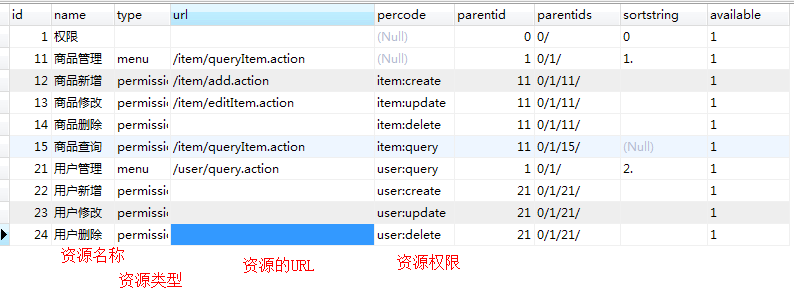 id name type url percode parentid parentids sortstring available
1 权限 (Null) 0 0/ 0 1
11 商品管理 menu /item/queryItem.action (Null) 1 0/1/ 1. 1
12 商品新增 permissi /item/add.action item:create 11 0/1/11/ 1
13 商品修改 permissi /item/editItem.action item:update 11 0/1/11/ 1
14 商品删除 permissi item:delete 11 0/1/11/ 1
15 商品查询 permissi /item/queryItem.action item:query 11 0/1/15/ (Null) 1
21 用户管理 menu /user/query.action user:query 1 0/1/ 2. 1
22 用户新增 permissi user:create 21 0/1/21/ 1
23 用户修改 permissi user:update 21 0/1/21/ 1
24 用户删除 permissi user:delete 21 0/1/21/ 1
资源名称 资源的URL 资源权限
资源类型